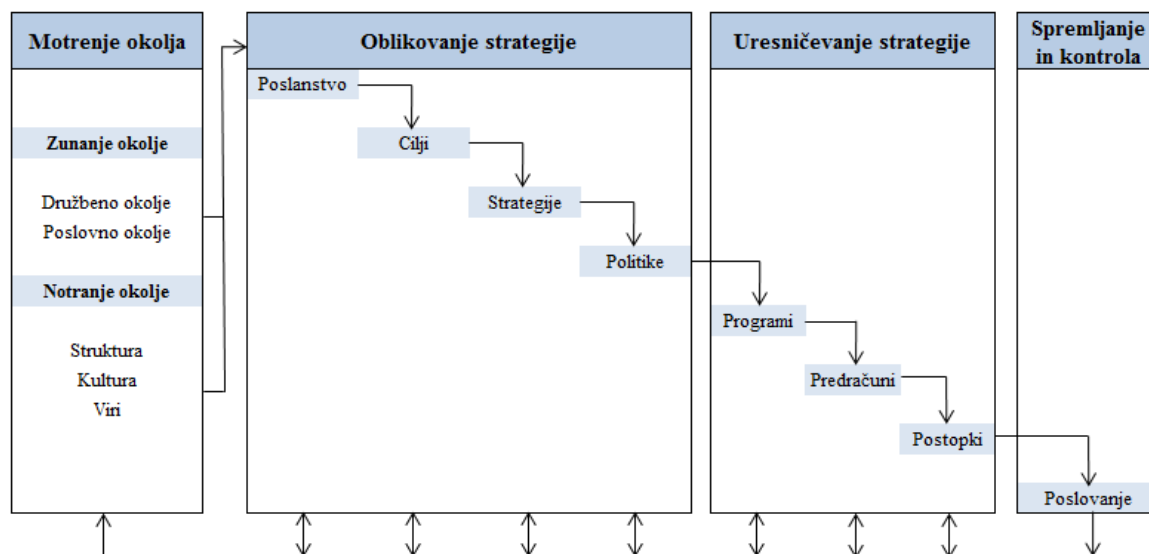 Motrenje okolja
Zunanje okolje
Družbeno okolje
Poslovno okolje
Notranje okolje
Struktura
Kultura
Viri
Oblikovanje strategije
Poslanstvo
Cilji
Strategije
Politike
Uresničevanje strategije
Programi
Predračuni
Postopki
Spremljanje
in kontrola
Poslovanje